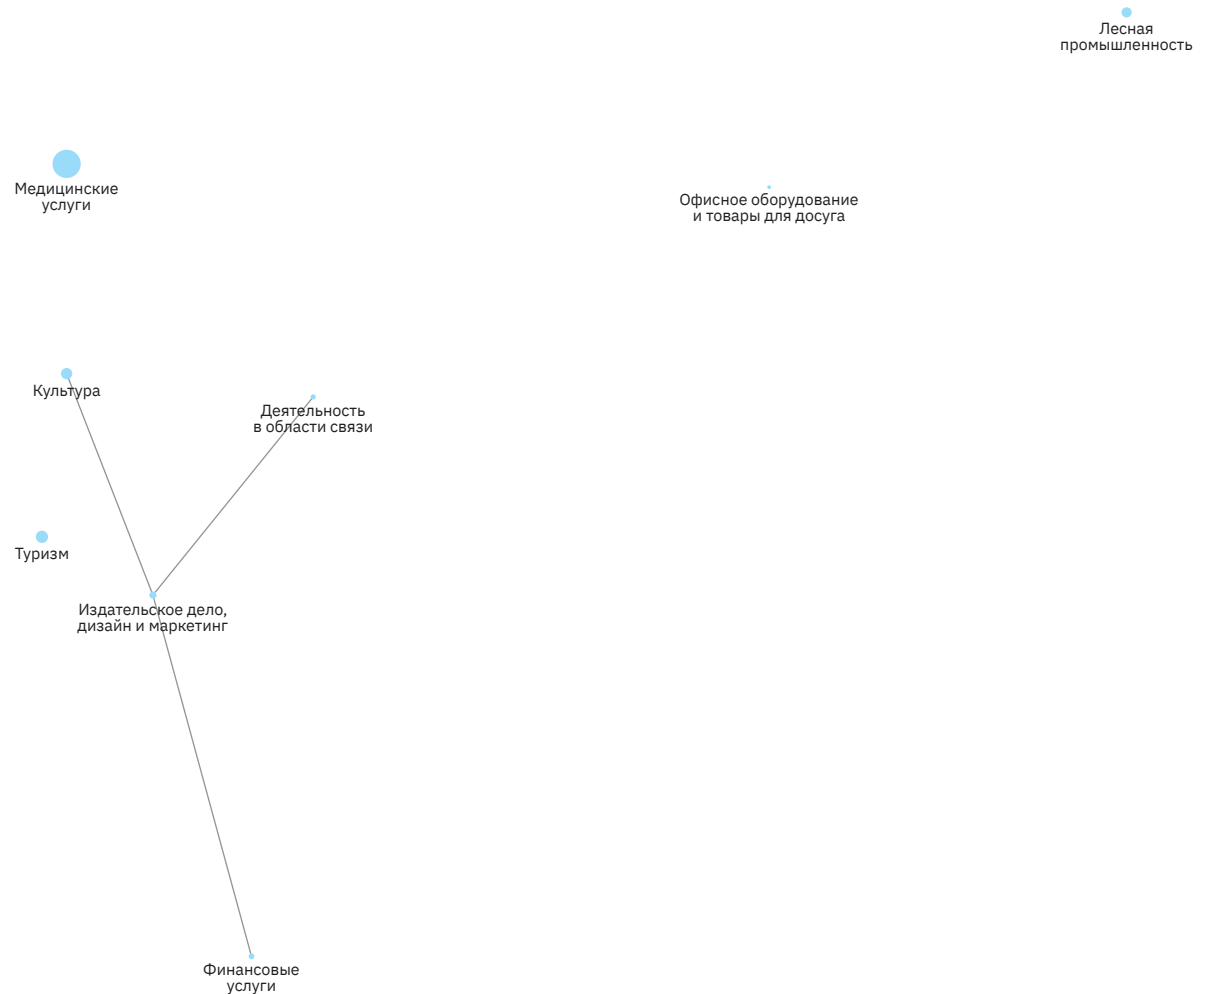 Лесная
промышленность
Медицинские
услуги
Офисное оборудование
и товары для досуга
Культура
Деятельность
в области связи
Туризм
Издательское дело,
дизайн и маркетинг
Финансовые
услуги